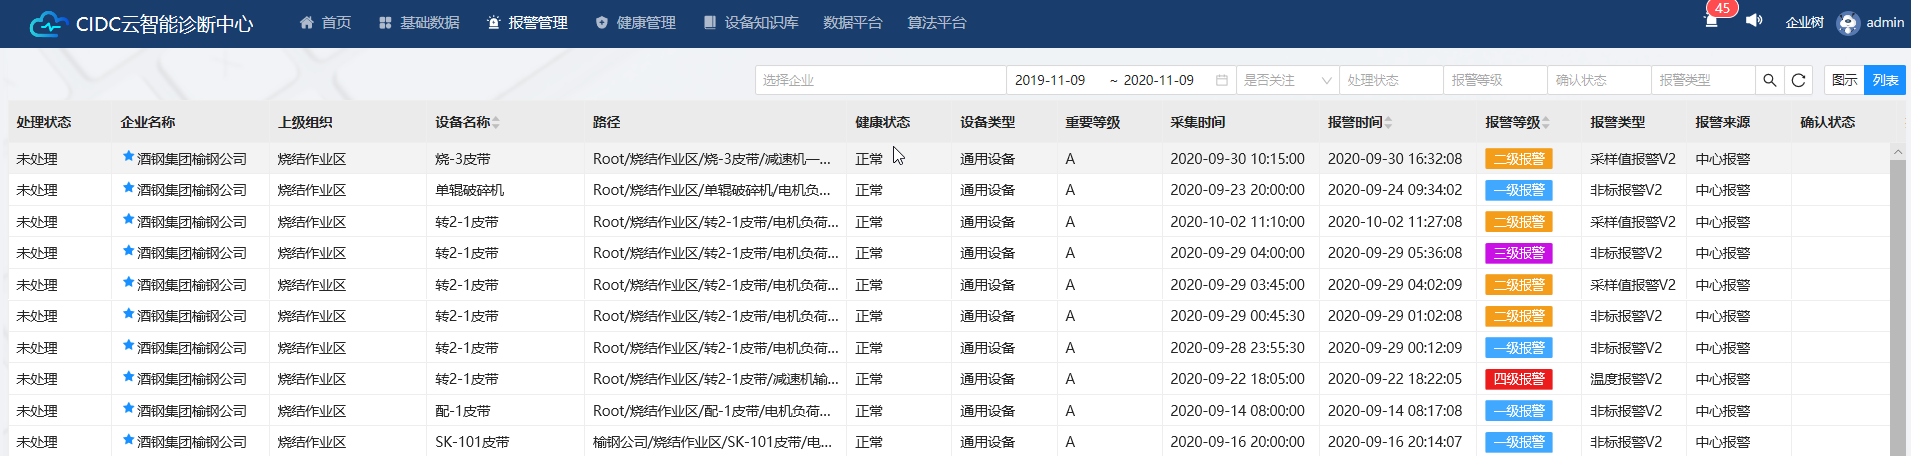 CIDC云智能诊断中心 首页 基础数据 报警管理 健康管理 设备知识库 数据平台 算法平台 45 企业树 admin
选择企业 2019-11-09 ~ 2020-11-09 是否关注 处理状态 报警等级 确认状态 报警类型 图示 列表
处理状态 企业名称 上级组织 设备名称 路径 健康状态 设备类型 重要等级 采集时间 报警时间 报警等级 报警类型 报警来源 确认状态
未处理 酒钢集团榆钢公司 烧结作业区 烧-3皮带 Root/烧结作业区/烧-3皮带/减速机一... 正常 通用设备 A 2020-09-30 10:15:00 2020-09-30 16:32:08 二级报警 采样值报警V2 中心报警
未处理 酒钢集团榆钢公司 烧结作业区 单辊破碎机 Root/烧结作业区/单辊破碎机/电机负... 正常 通用设备 A 2020-09-23 20:00:00 2020-09-24 09:34:02 一级报警 非标报警V2 中心报警
未处理 酒钢集团榆钢公司 烧结作业区 转2-1皮带 Root/烧结作业区/转2-1皮带/电机负荷... 正常 通用设备 A 2020-10-02 11:10:00 2020-10-02 11:27:08 二级报警 采样值报警V2 中心报警
未处理 酒钢集团榆钢公司 烧结作业区 转2-1皮带 Root/烧结作业区/转2-1皮带/电机负荷... 正常 通用设备 A 2020-09-29 04:00:00 2020-09-29 05:36:08 三级报警 非标报警V2 中心报警
未处理 酒钢集团榆钢公司 烧结作业区 转2-1皮带 Root/烧结作业区/转2-1皮带/电机负荷... 正常 通用设备 A 2020-09-29 03:45:00 2020-09-29 04:02:09 二级报警 采样值报警V2 中心报警
未处理 酒钢集团榆钢公司 烧结作业区 转2-1皮带 Root/烧结作业区/转2-1皮带/电机负荷... 正常 通用设备 A 2020-09-29 00:45:30 2020-09-29 01:02:08 二级报警 非标报警V2 中心报警
未处理 酒钢集团榆钢公司 烧结作业区 转2-1皮带 Root/烧结作业区/转2-1皮带/电机负荷... 正常 通用设备 A 2020-09-28 23:55:30 2020-09-29 00:12:09 一级报警 非标报警V2 中心报警
未处理 酒钢集团榆钢公司 烧结作业区 转2-1皮带 Root/烧结作业区/转2-1皮带/减速机输... 正常 通用设备 A 2020-09-22 18:05:00 2020-09-22 18:22:05 四级报警 温度报警V2 中心报警
未处理 酒钢集团榆钢公司 烧结作业区 配-1皮带 Root/烧结作业区/配-1皮带/电机负荷... 正常 通用设备 A 2020-09-14 08:00:00 2020-09-14 08:17:08 一级报警 非标报警V2 中心报警
未处理 酒钢集团榆钢公司 烧结作业区 SK-101皮带 榆钢公司/烧结作业区/SK-101皮带/电... 正常 通用设备 A 2020-09-16 20:00:00 2020-09-16 20:14:07 一级报警 非标报警V2 中心报警